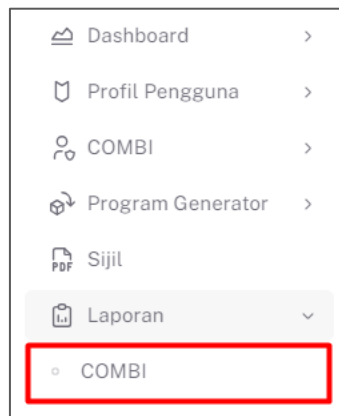 Dashboard
Profil Pengguna
COMBI
Program Generator
PDF Sijil
Laporan
COMBI